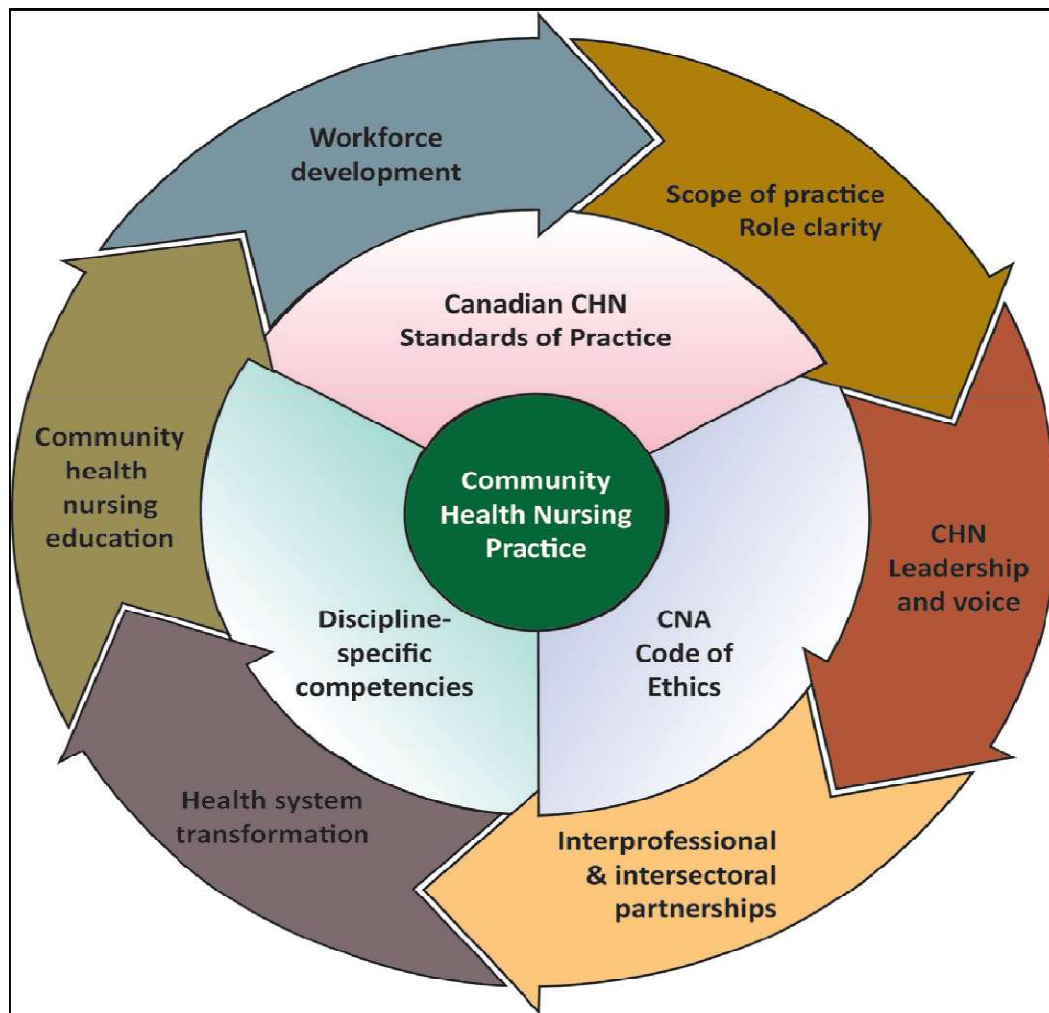 Workforce
development
Scope of practice
Role clarity
Canadian CHN
Standards of Practice
Community
health
nursing
education
Community
Health Nursing
Practice
CHN
Leadership
and voice
Discipline-
specific
competencies
CNA
Code of
Ethics
Health system
transformation
Interprofessional
& intersectoral
partnerships